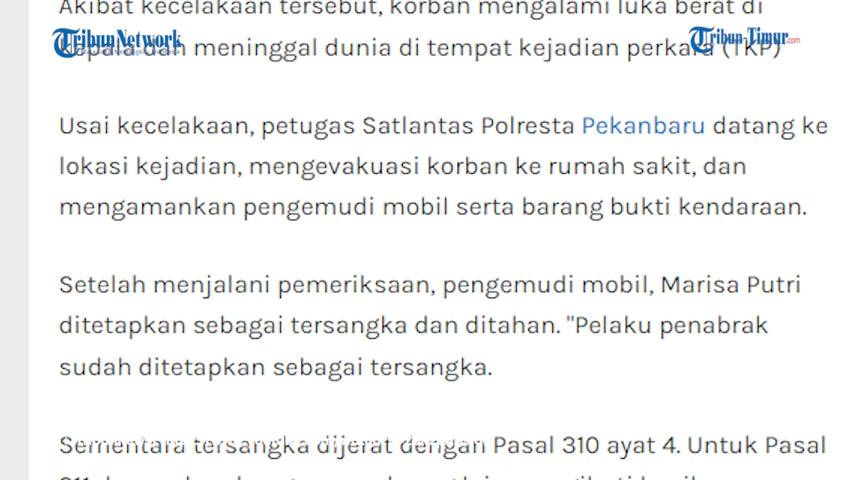 Akibat kecelakaan tersebut, korban mengalami luka berat di
Tribun Network
Tribun-Timur.com
kepala dan meninggal dunia di tempat kejadian perkara (TKP)
Usai kecelakaan, petugas Satlantas Polresta Pekanbaru datang ke
lokasi kejadian, mengevakuasi korban ke rumah sakit, dan
mengamankan pengemudi mobil serta barang bukti kendaraan.
Setelah menjalani pemeriksaan, pengemudi mobil, Marisa Putri
ditetapkan sebagai tersangka dan ditahan. "Pelaku penabrak
sudah ditetapkan sebagai tersangka.
Sementara tersangka dijerat dengan Pasal 310 ayat 4. Untuk Pasal